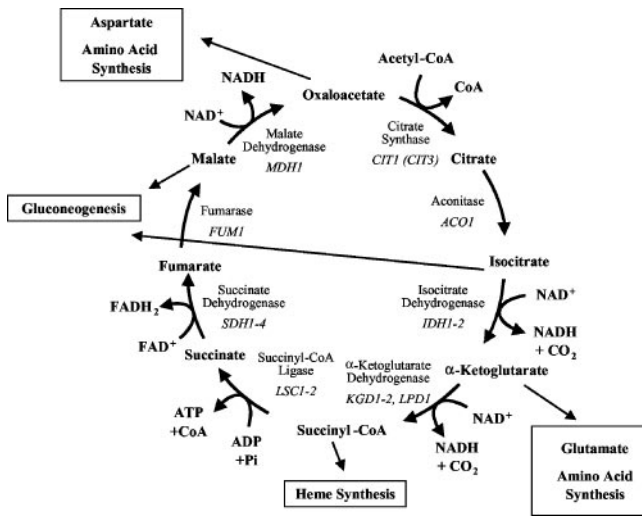 Aspartate
Amino Acid
Synthesis
Acetyl-CoA
CoA
NADH
NAD⁺
Oxaloacetate
Malate
Dehydrogenase
MDH1
Citrate
Synthase
CIT1 (CIT3)
Citrate
Malate
Gluconeogenesis
Fumarase
FUM1
Aconitase
ACO1
Fumarate
Isocitrate
FADH₂
FAD⁺
Succinate
Dehydrogenase
SDH1-4
Isocitrate
Dehydrogenase
IDH1-2
NAD⁺
NADH
+ CO₂
Succinate
Succinyl-CoA
Ligase
LSC1-2
α-Ketoglutarate
Dehydrogenase
KGD1-2, LPD1
α-Ketoglutarate
ATP
+CoA
ADP
+Pi
Succinyl-CoA
NAD⁺
NADH
+ CO₂
Heme Synthesis
Glutamate
Amino Acid
Synthesis